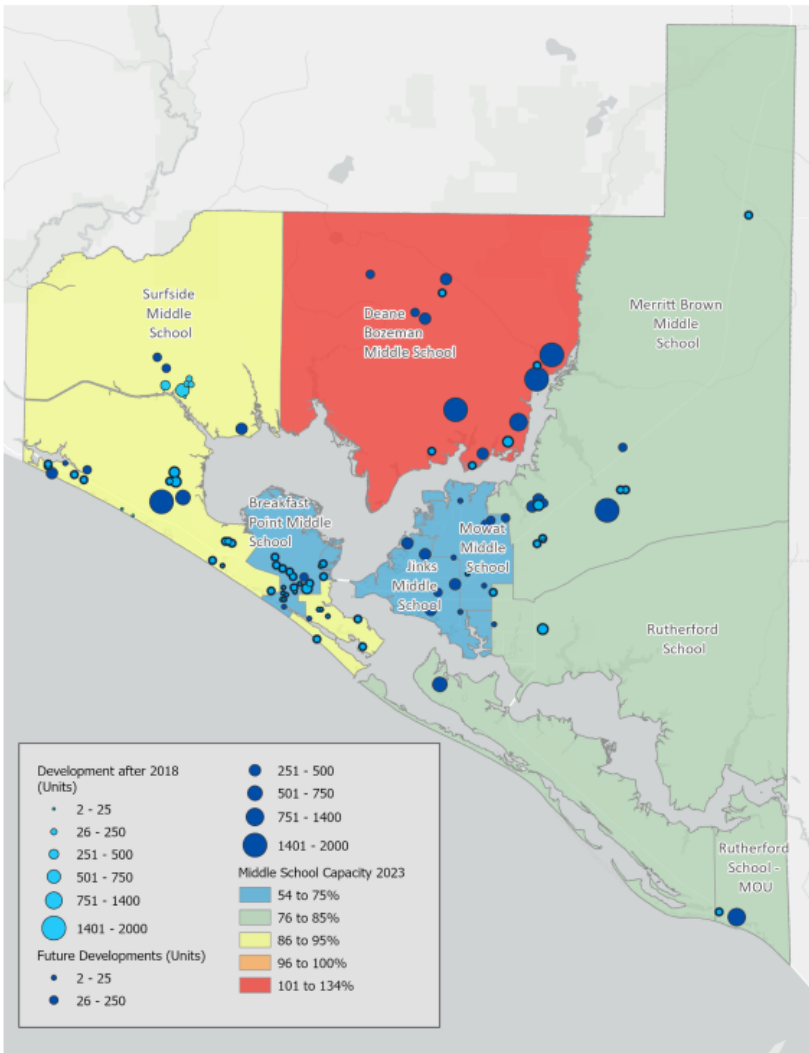 Surfside
Middle
School
Deane
Bozeman
Middle School
Merritt Brown
Middle
School
Breakfast
Point Middle
School
Mowat
Middle
School
Jinks
Middle
School
Rutherford
School
Rutherford
School -
MOU
Development after 2018
(Units)
2 - 25
26 - 250
251 - 500
501 - 750
751 - 1400
1401 - 2000
Future Developments (Units)
2 - 25
26 - 250
251 - 500
501 - 750
751 - 1400
1401 - 2000
Middle School Capacity 2023
54 to 75%
76 to 85%
86 to 95%
96 to 100%
101 to 134%